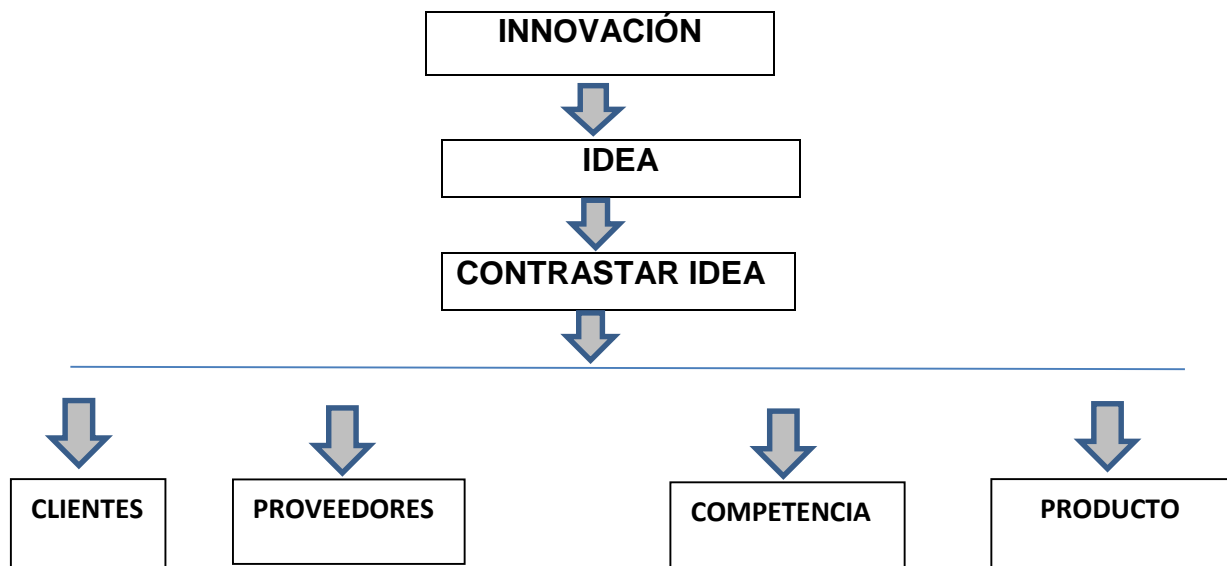 INNOVACIÓN
IDEA
CONTRASTAR IDEA
CLIENTES
PROVEEDORES
COMPETENCIA
PRODUCTO